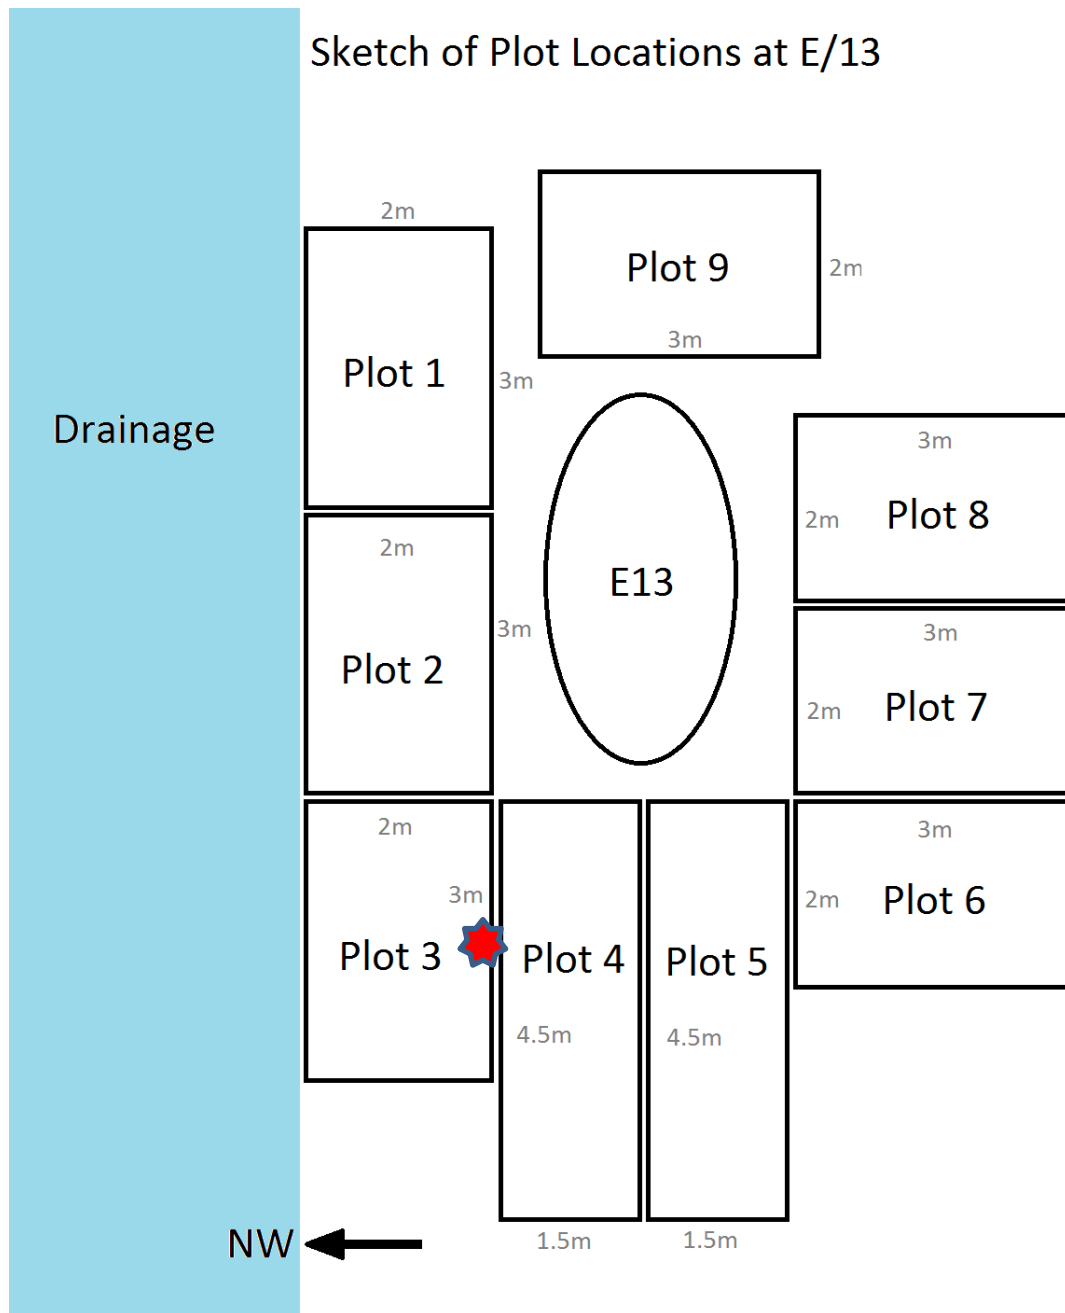 Sketch of Plot Locations at E/13
2m
Plot 9
2m
3m
Plot 1
3m
Drainage
3m
Plot 8
2m
2m
E13
3m
3m
Plot 2
Plot 7
2m
2m
3m
3m
Plot 6
2m
Plot 3
Plot 4
Plot 5
4.5m
4.5m
NW
1.5m
1.5m